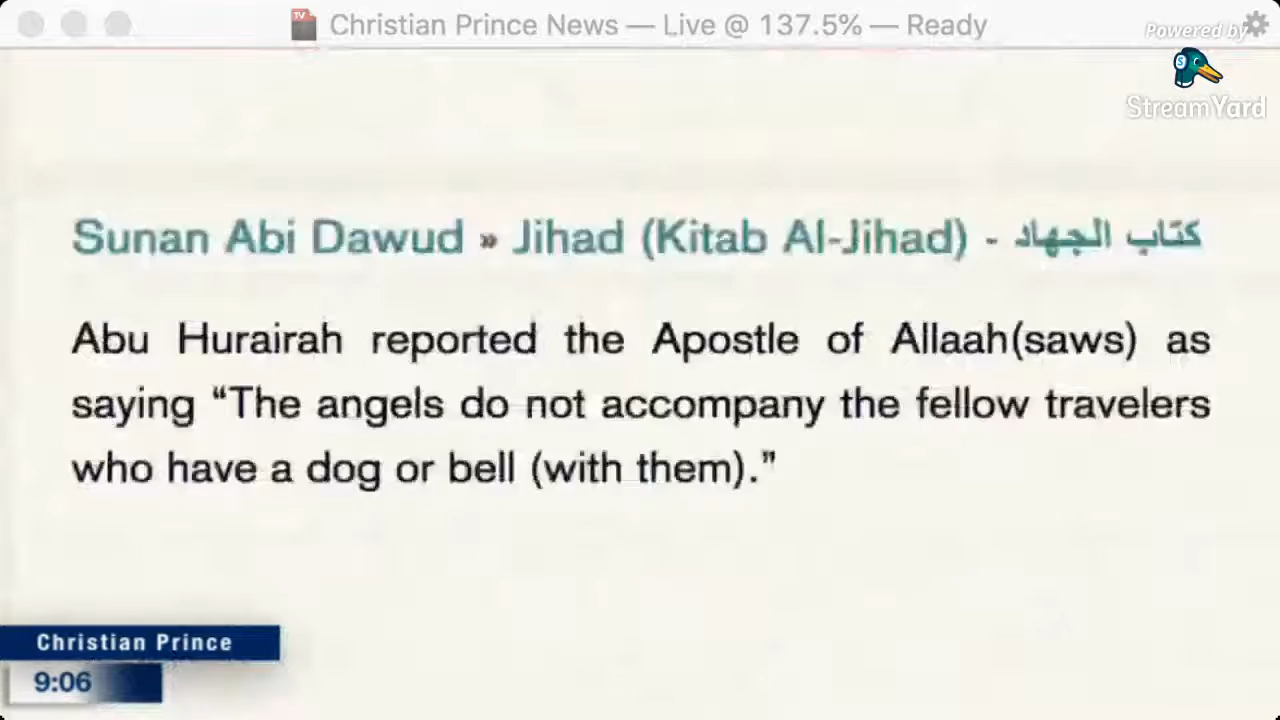 Christian Prince News — Live @ 137.5% — Ready
Powered by
StreamYard
Sunan Abi Dawud » Jihad (Kitab Al-Jihad) - كتاب الجهاد
Abu Hurairah reported the Apostle of Allaah(saws) as
saying “The angels do not accompany the fellow travelers
who have a dog or bell (with them).”
Christian Prince
9:06